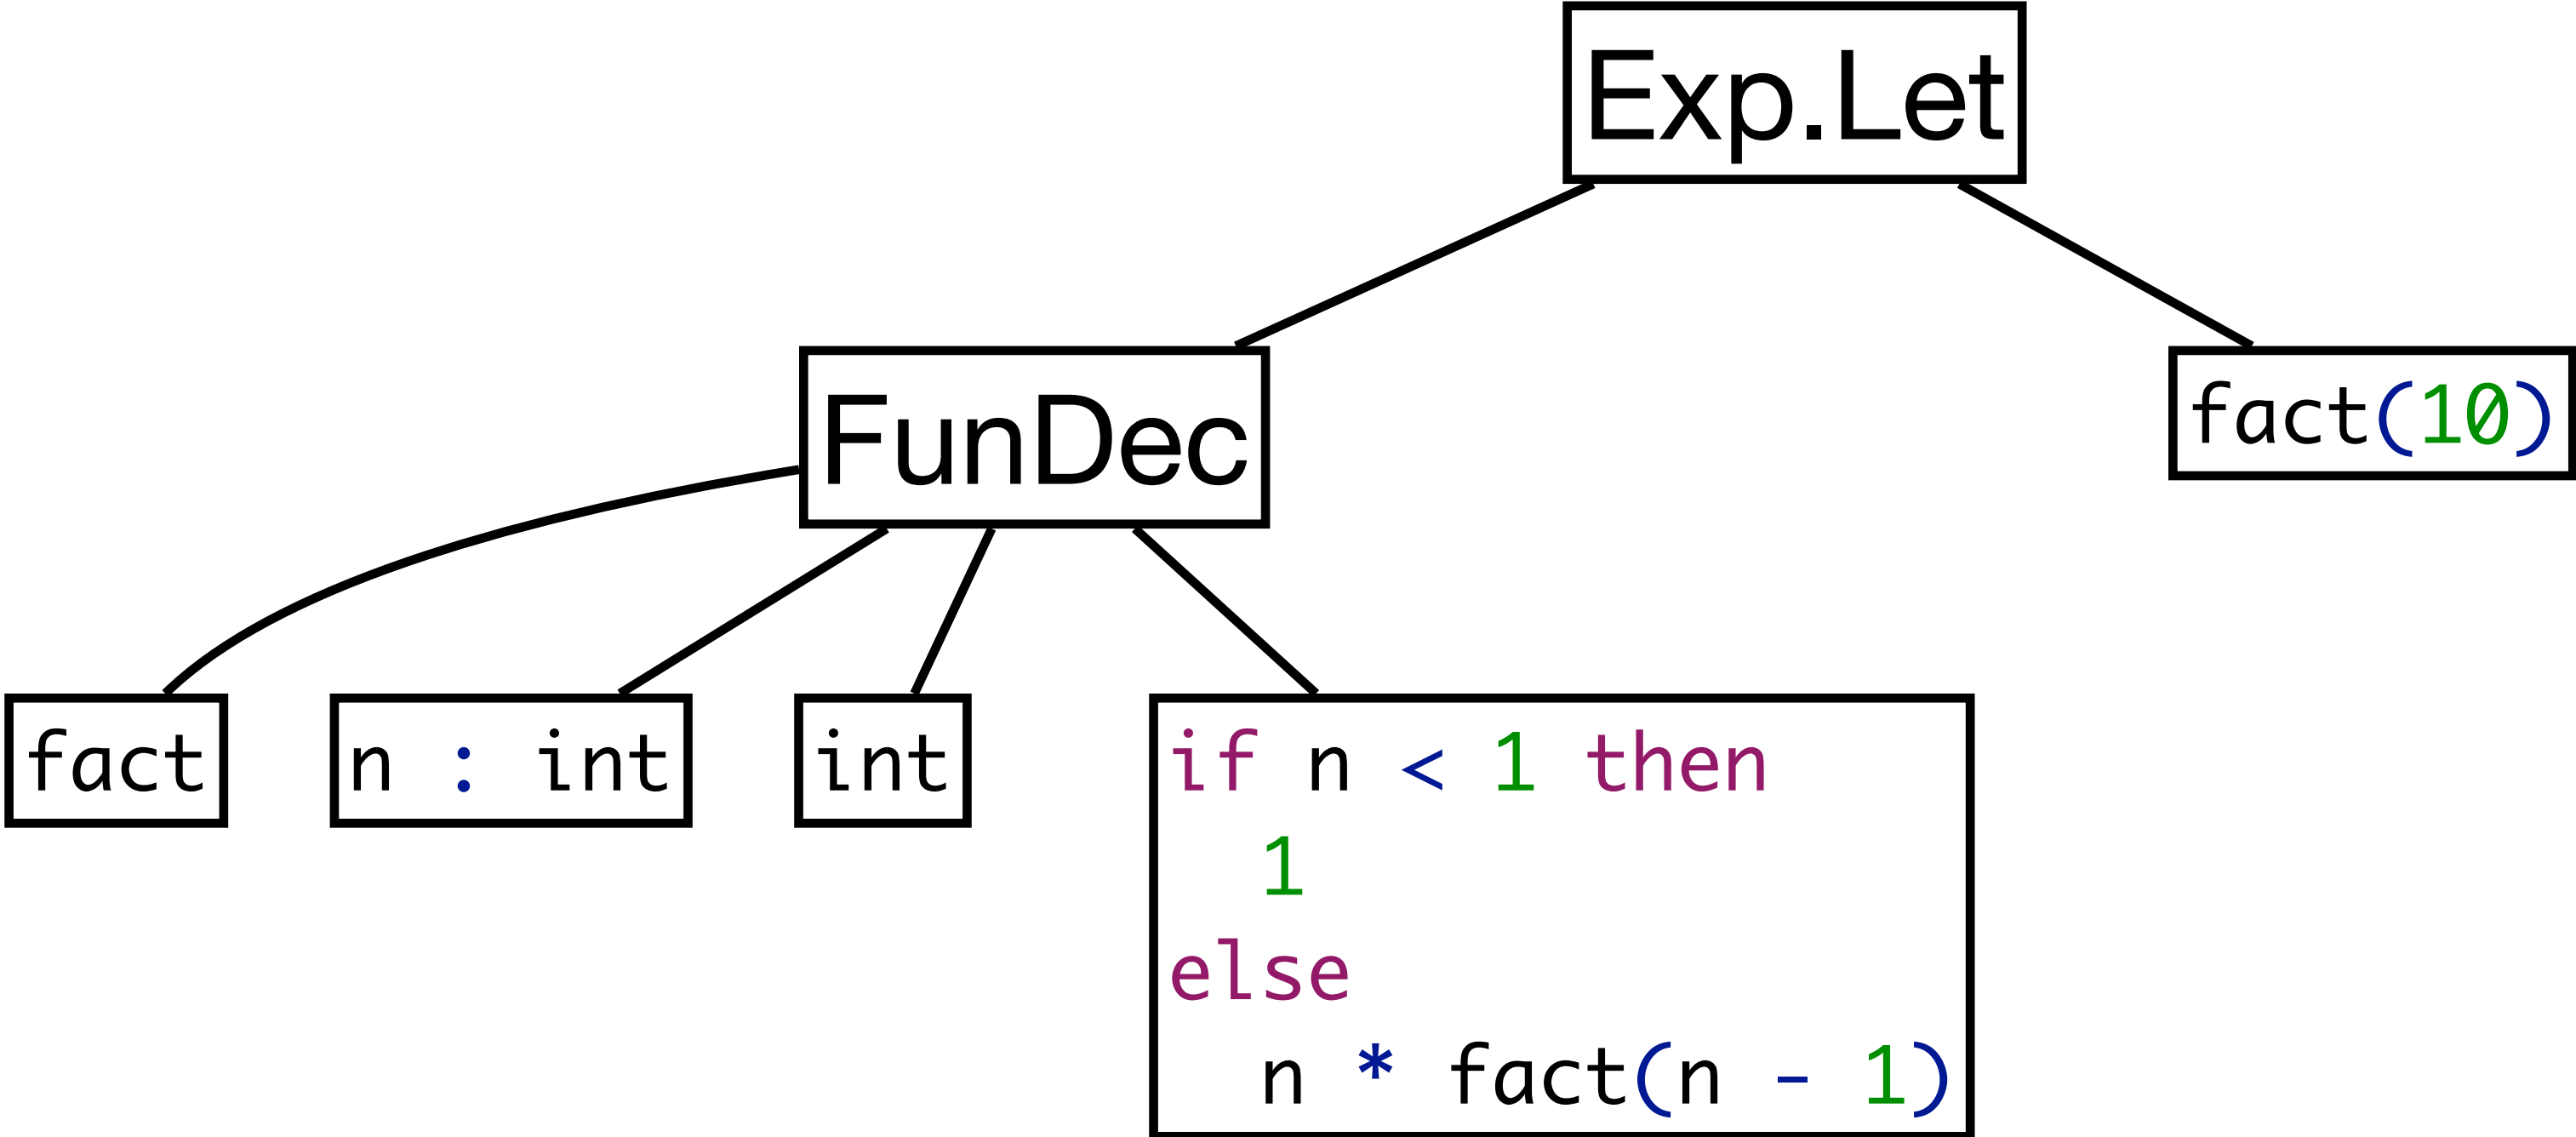 Exp.Let
FunDec
fact(10)
fact
n : int
int
if n < 1 then
  1
else
  n * fact(n - 1)